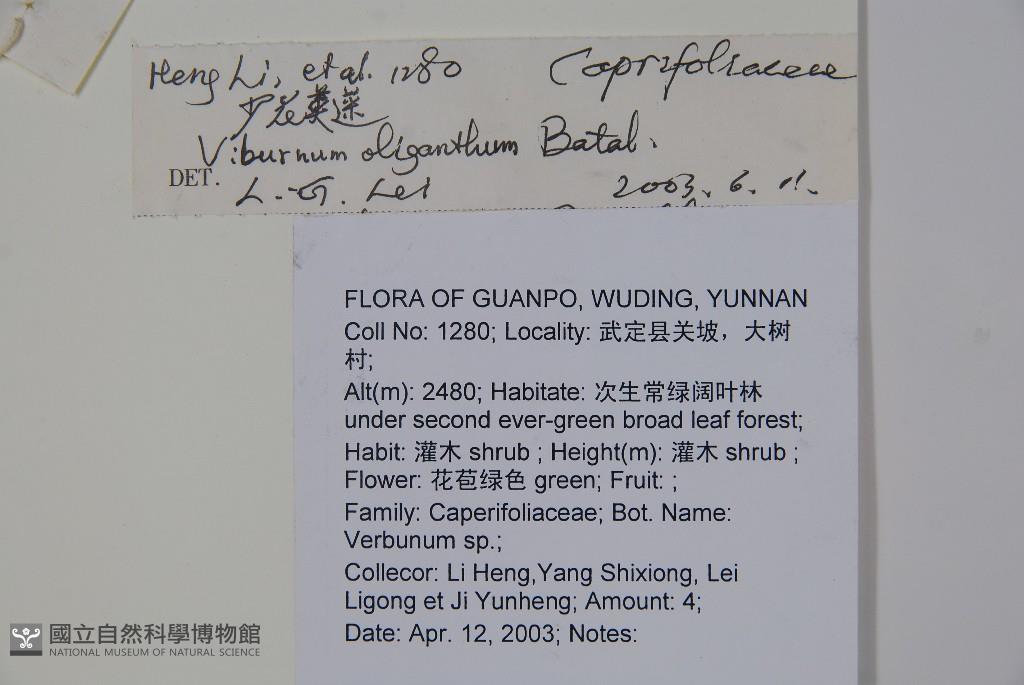 Heng Li, et al. 1280 Caprifoliaceae
少花荚蒾
Viburnum oliganthum Batal.
DET. L.-G. Lei 2003. 6. 11.
FLORA OF GUANPO, WUDING, YUNNAN
Coll No: 1280; Locality: 武定县关坡，大树
村;
Alt(m): 2480; Habitate: 次生常绿阔叶林
under second ever-green broad leaf forest;
Habit: 灌木 shrub ; Height(m): 灌木 shrub ;
Flower: 花苞绿色 green; Fruit: ;
Family: Caperifoliaceae; Bot. Name:
Verbunum sp.;
Collecor: Li Heng,Yang Shixiong, Lei
Ligong et Ji Yunheng; Amount: 4;
Date: Apr. 12, 2003; Notes:
國立自然科學博物館
NATIONAL MUSEUM OF NATURAL SCIENCE